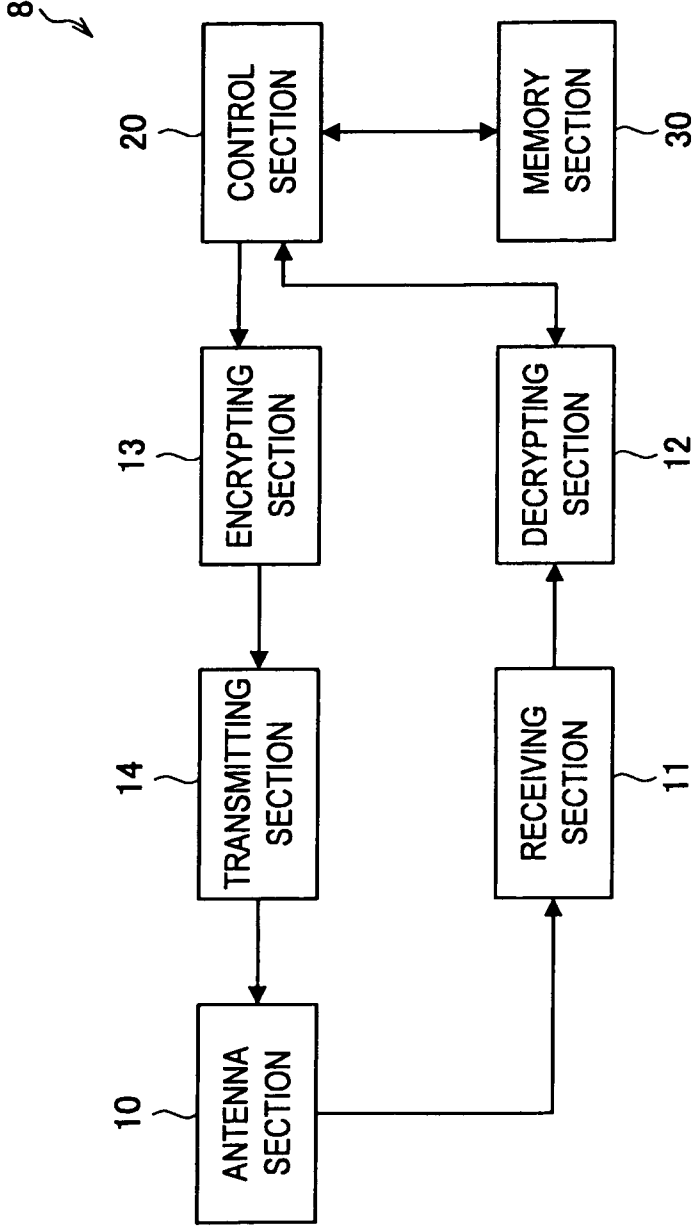 8
20
CONTROL
SECTION
MEMORY
SECTION
30
13
ENCRYPTING
SECTION
DECRYPTING
SECTION
12
14
TRANSMITTING
SECTION
RECEIVING
SECTION
11
10
ANTENNA
SECTION